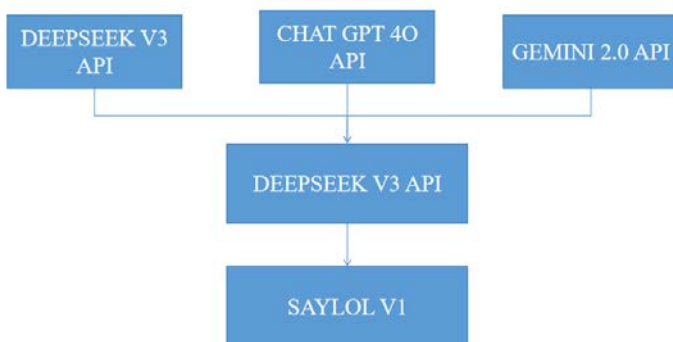 DEEPSEEK V3
API
CHAT GPT 4O
API
GEMINI 2.0 API
DEEPSEEK V3 API
SAYLOL V1